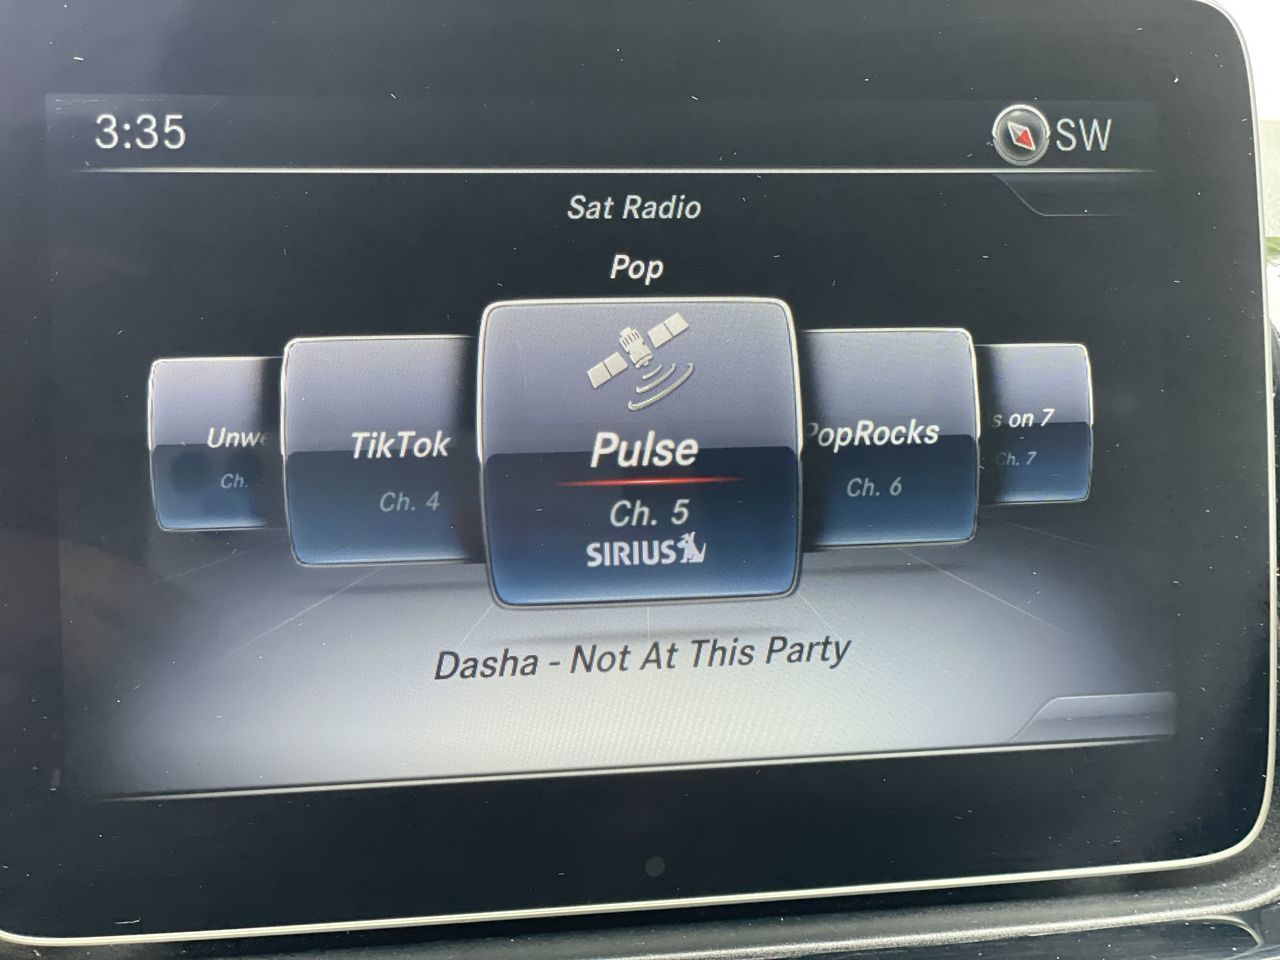 3:35
SW
Sat Radio
Pop
TikTok
Ch. 4
Pulse
Ch. 5
SIRIUS
PopRocks
Ch. 6
on 7
Ch. 7
Ch.
Dasha - Not At This Party